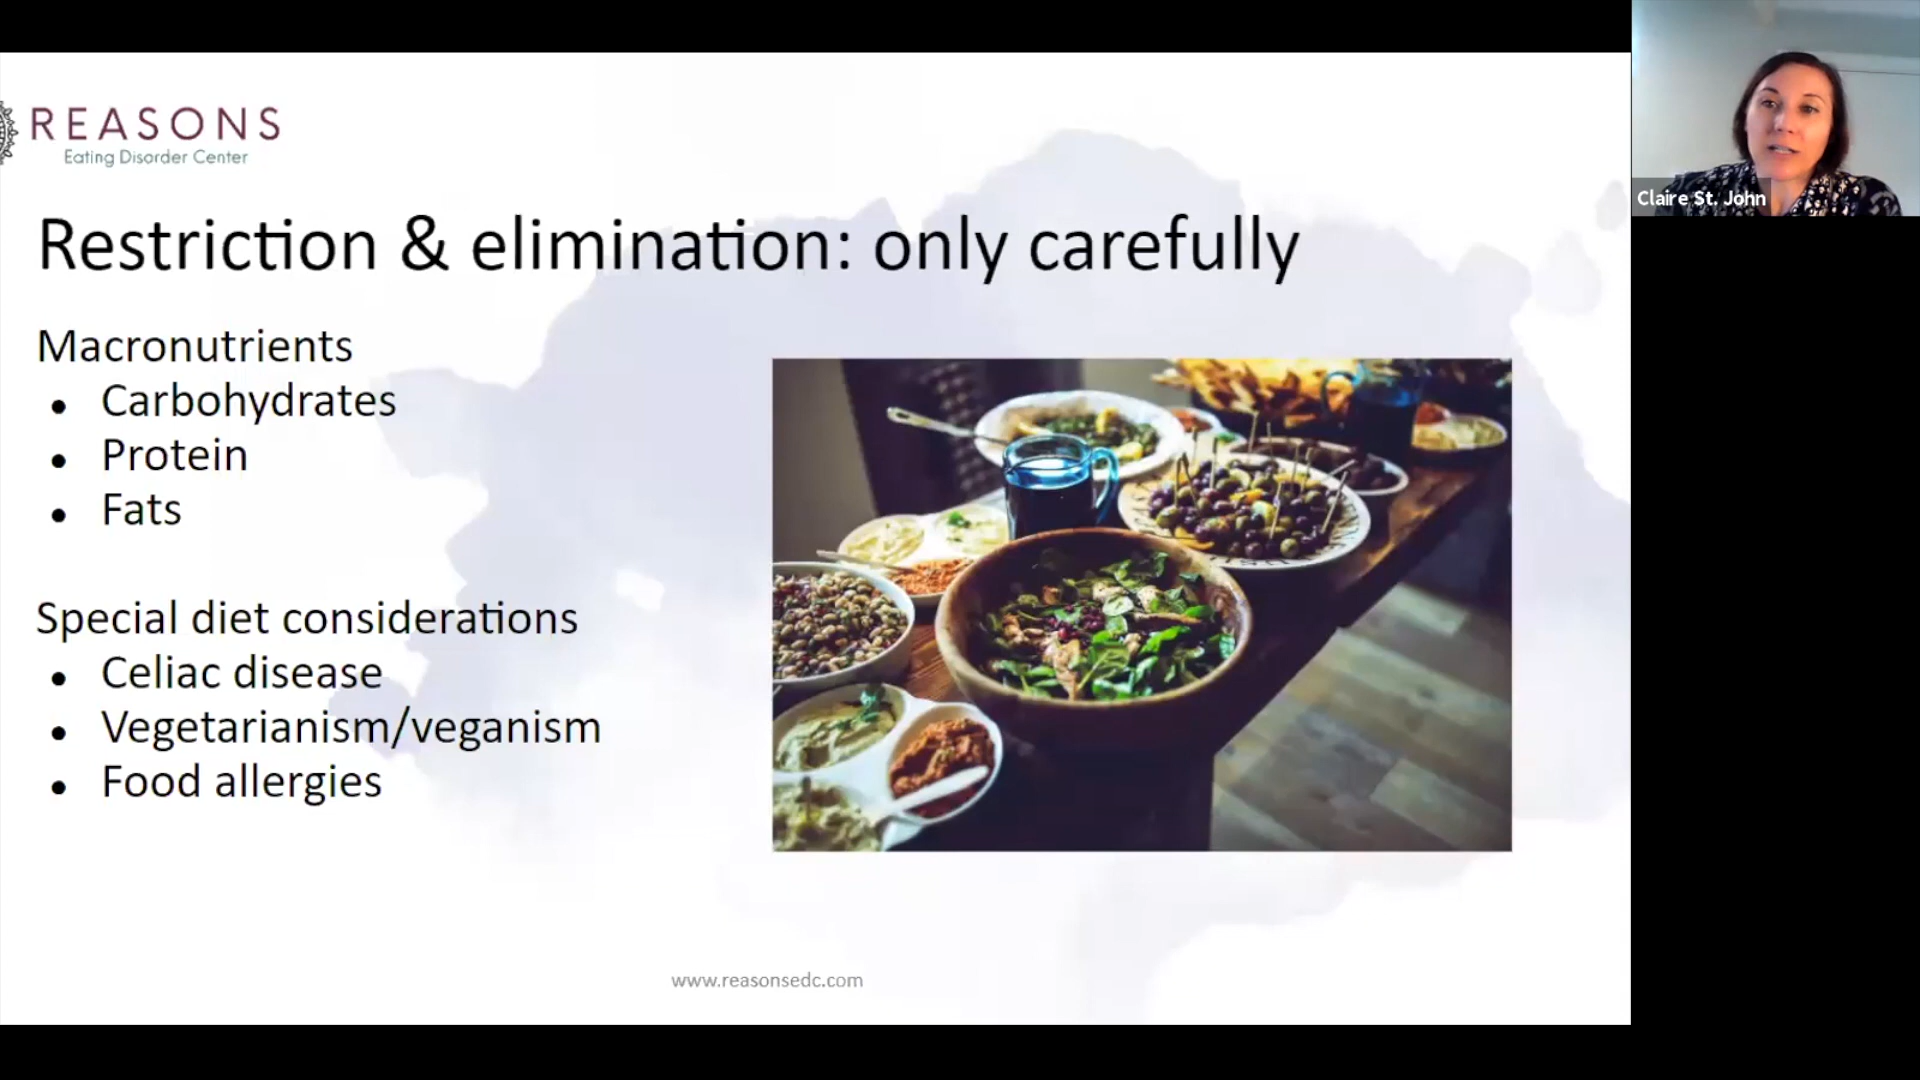 REASONS
Eating Disorder Center
Claire St. John
Restriction & elimination: only carefully
Macronutrients
● Carbohydrates
● Protein
● Fats
Special diet considerations
● Celiac disease
● Vegetarianism/veganism
● Food allergies
www.reasonsedc.com